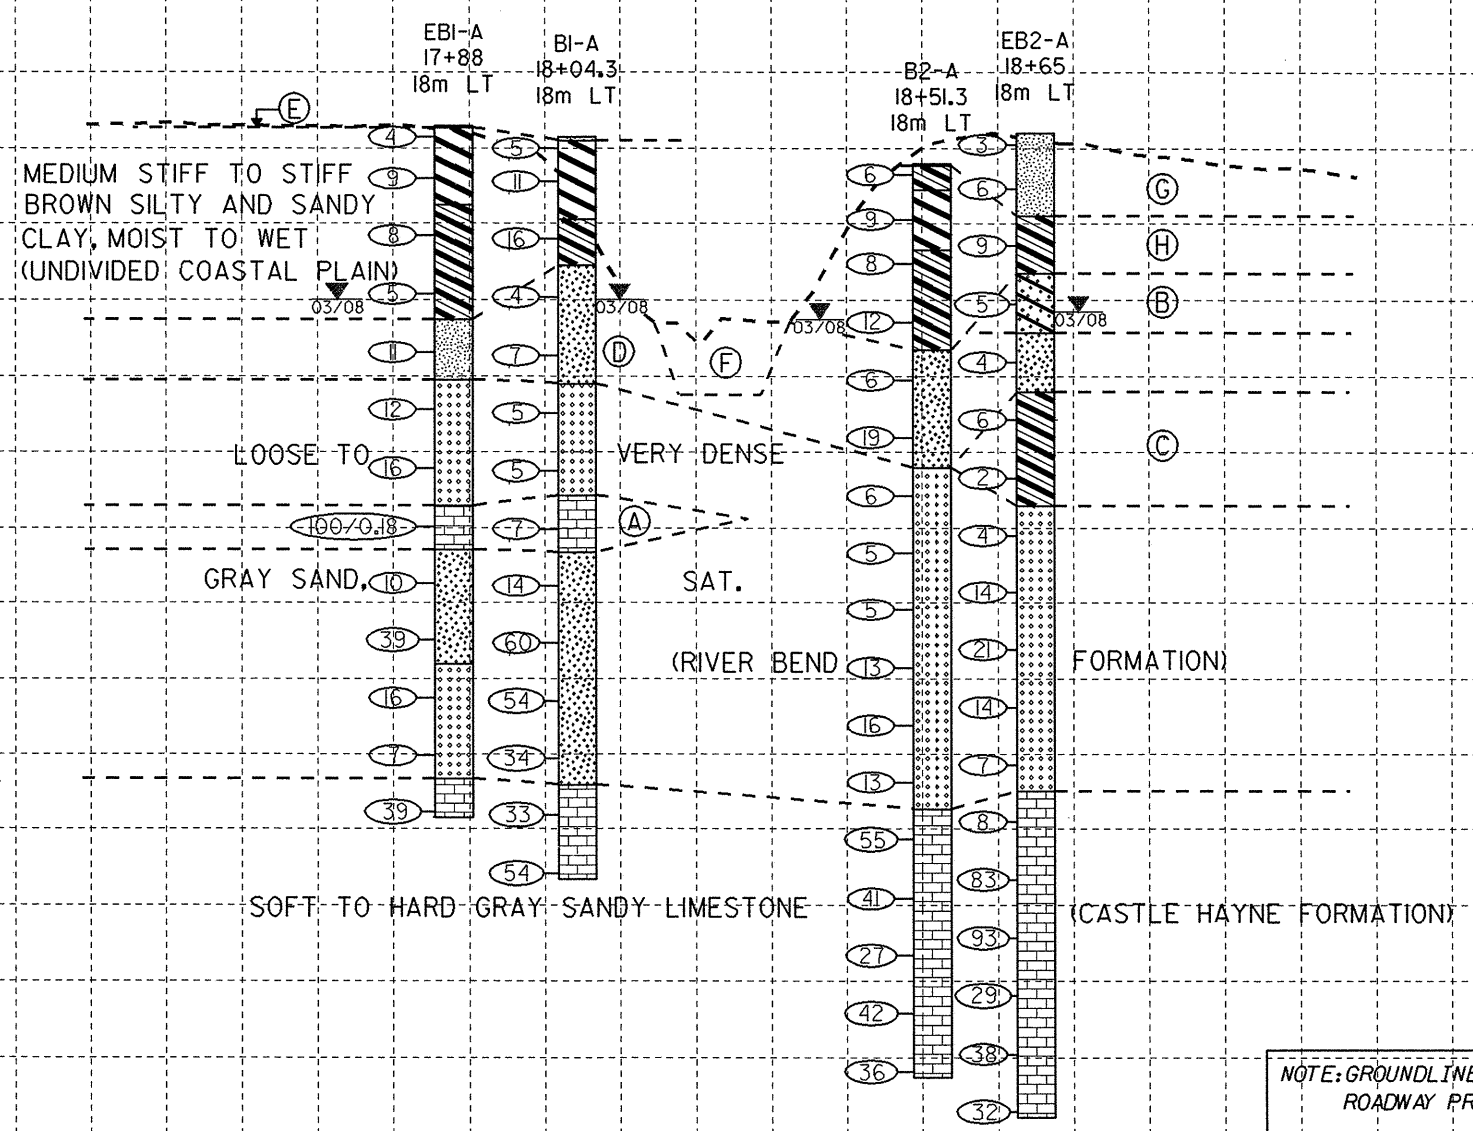 EB1-A
17+88
18m LT
B1-A
18+04.3
18m LT
B2-A
18+51.3
18m LT
EB2-A
18+65
18m LT
E
MEDIUM STIFF TO STIFF
BROWN SILTY AND SANDY
CLAY, MOIST TO WET
(UNDIVIDED COASTAL PLAIN)
03/08
03/08
03/08
03/08
4
9
8
5
11
12
16
100/0.18
10
39
16
7
39
5
11
16
4
7
5
5
7
14
60
54
34
33
54
D
F
A
6
9
8
12
6
19
6
5
5
13
16
13
55
41
27
42
36
3
6
9
5
4
6
2
4
14
21
14
7
8
83
93
29
38
32
G
H
B
C
LOOSE TO VERY DENSE
GRAY SAND, SAT.
(RIVER BEND FORMATION)
SOFT TO HARD GRAY SANDY LIMESTONE (CASTLE HAYNE FORMATION)
NOTE: GROUNDLINE
ROADWAY PR